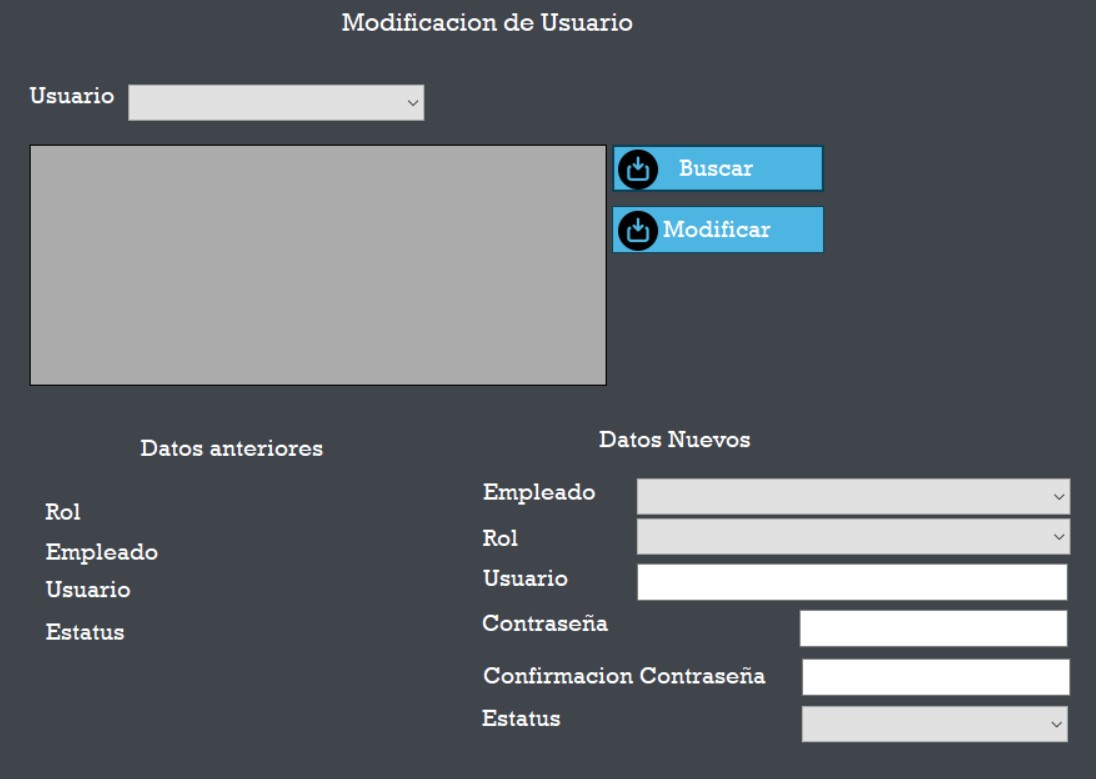 Modificacion de Usuario
Usuario
Buscar
Modificar
Datos anteriores
Rol
Empleado
Usuario
Estatus
Datos Nuevos
Empleado
Rol
Usuario
Contraseña
Confirmacion Contraseña
Estatus